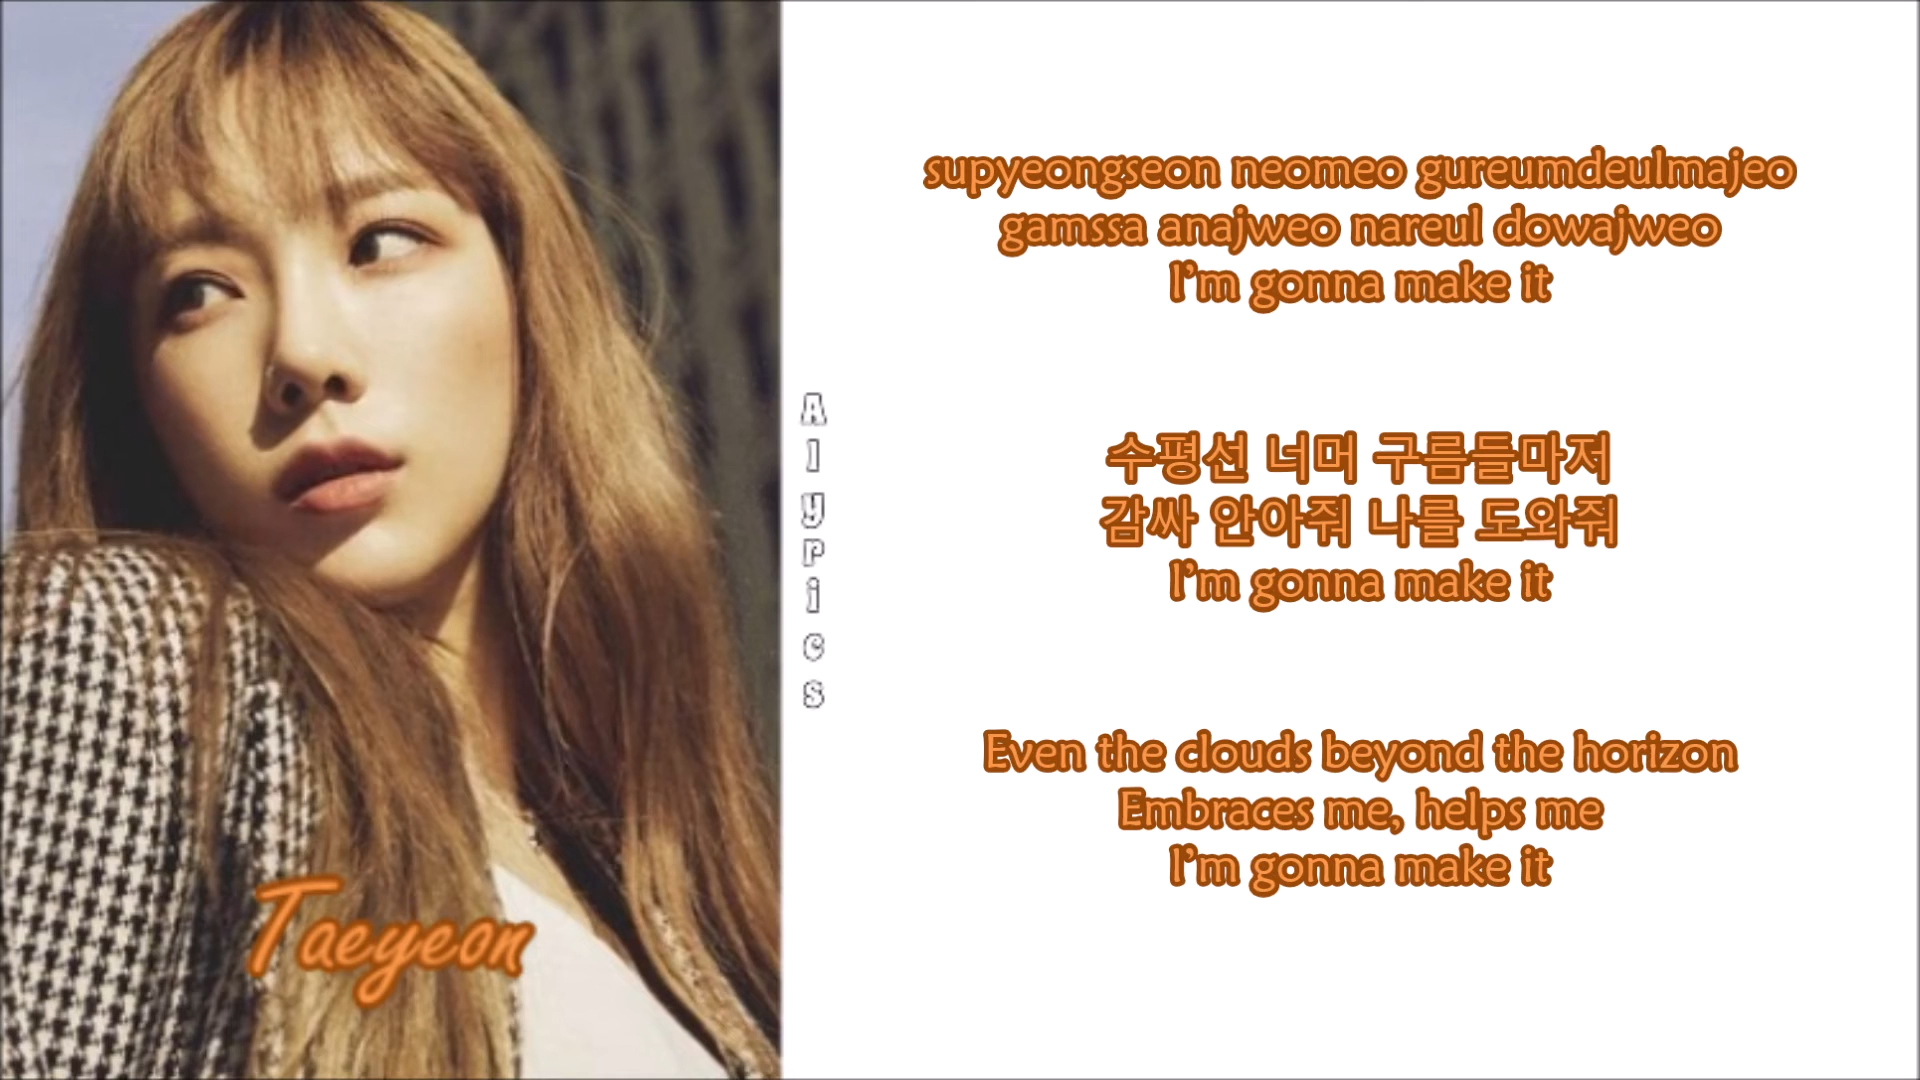 supyeongseon neomeo gureumdeulmajeo
gamssa anajweo nareul dowajweo
I'm gonna make it
수평선 너머 구름들마저
감싸 안아줘 나를 도와줘
I'm gonna make it
Even the clouds beyond the horizon
Embraces me, helps me
I'm gonna make it
Alyrics
Taeyeon